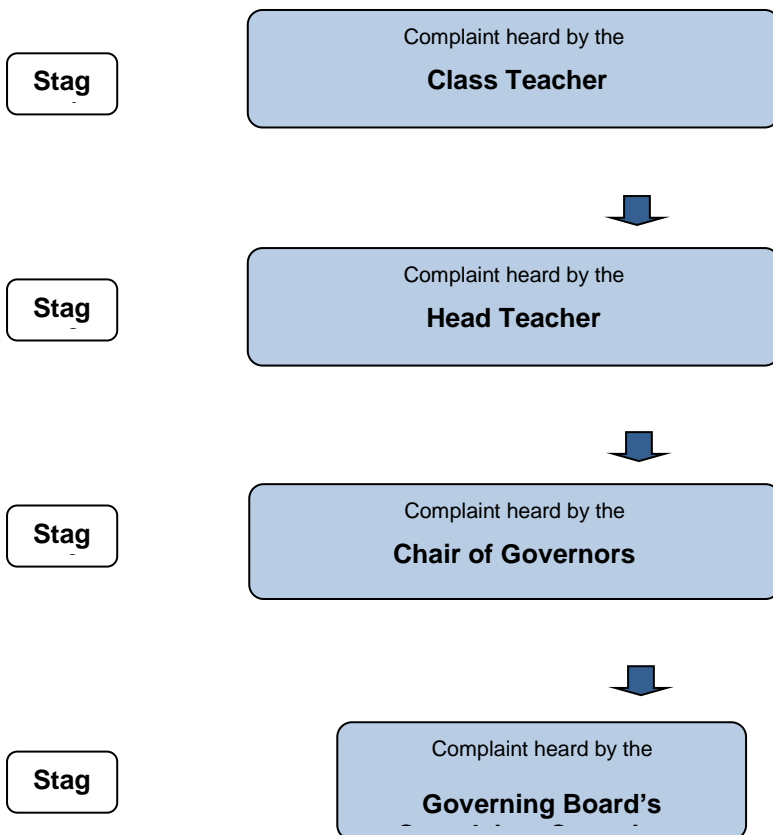 Stag
Complaint heard by the
Class Teacher
Stag
Complaint heard by the
Head Teacher
Stag
Complaint heard by the
Chair of Governors
Stag
Complaint heard by the
Governing Board’s